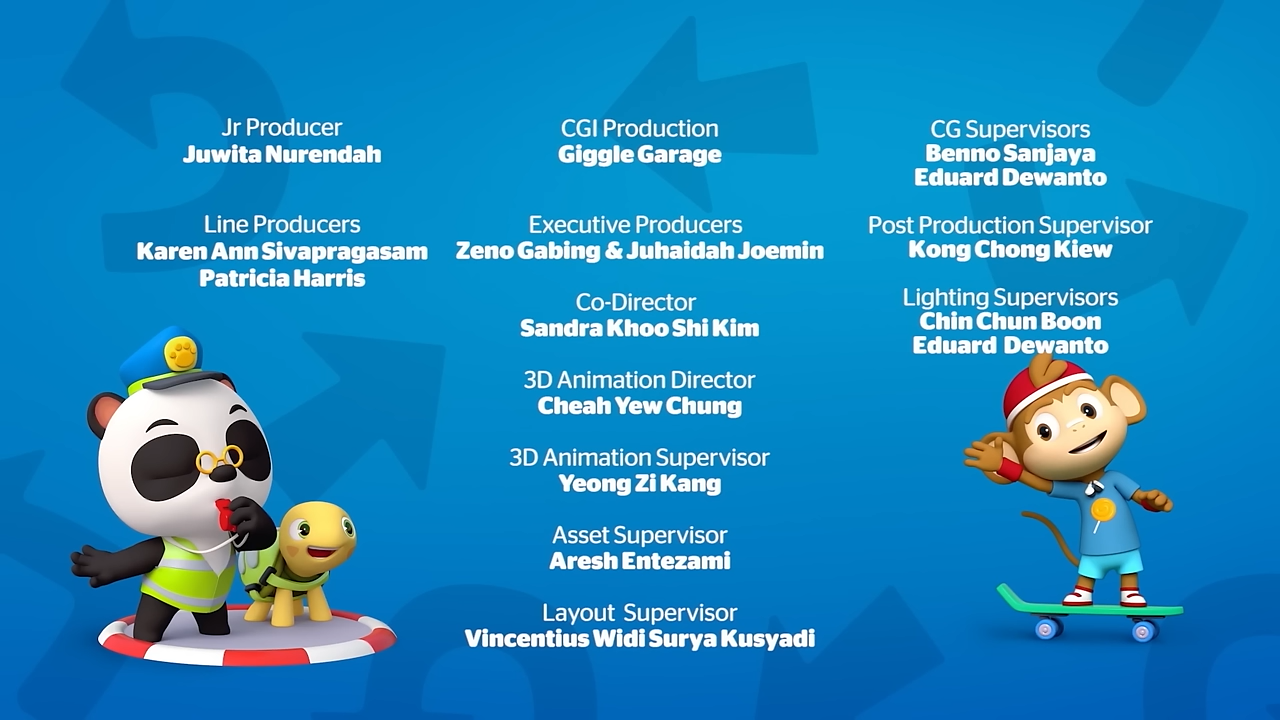 Jr Producer
Juwita Nurendah
Line Producers
Karen Ann Sivapragasam
Patricia Harris
CGI Production
Giggle Garage
Executive Producers
Zeno Gabing & Juhaidah Joemin
Co-Director
Sandra Khoo Shi Kim
3D Animation Director
Cheah Yew Chung
3D Animation Supervisor
Yeong Zi Kang
Asset Supervisor
Aresh Entezami
Layout Supervisor
Vincentius Widi Surya Kusyadi
CG Supervisors
Benno Sanjaya
Eduard Dewanto
Post Production Supervisor
Kong Chong Kiew
Lighting Supervisors
Chin Chun Boon
Eduard Dewanto